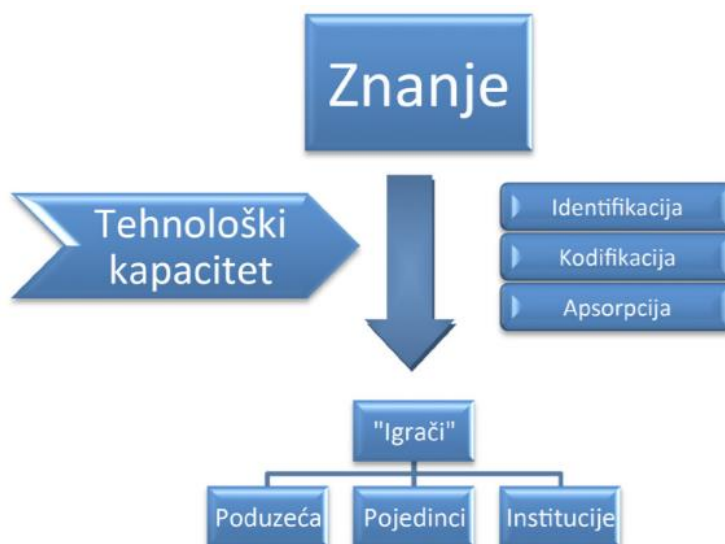 Znanje
Tehnološki
kapacitet
Identifikacija
Kodifikacija
Apsorpcija
"Igrači"
Poduzeća
Pojedinci
Institucije